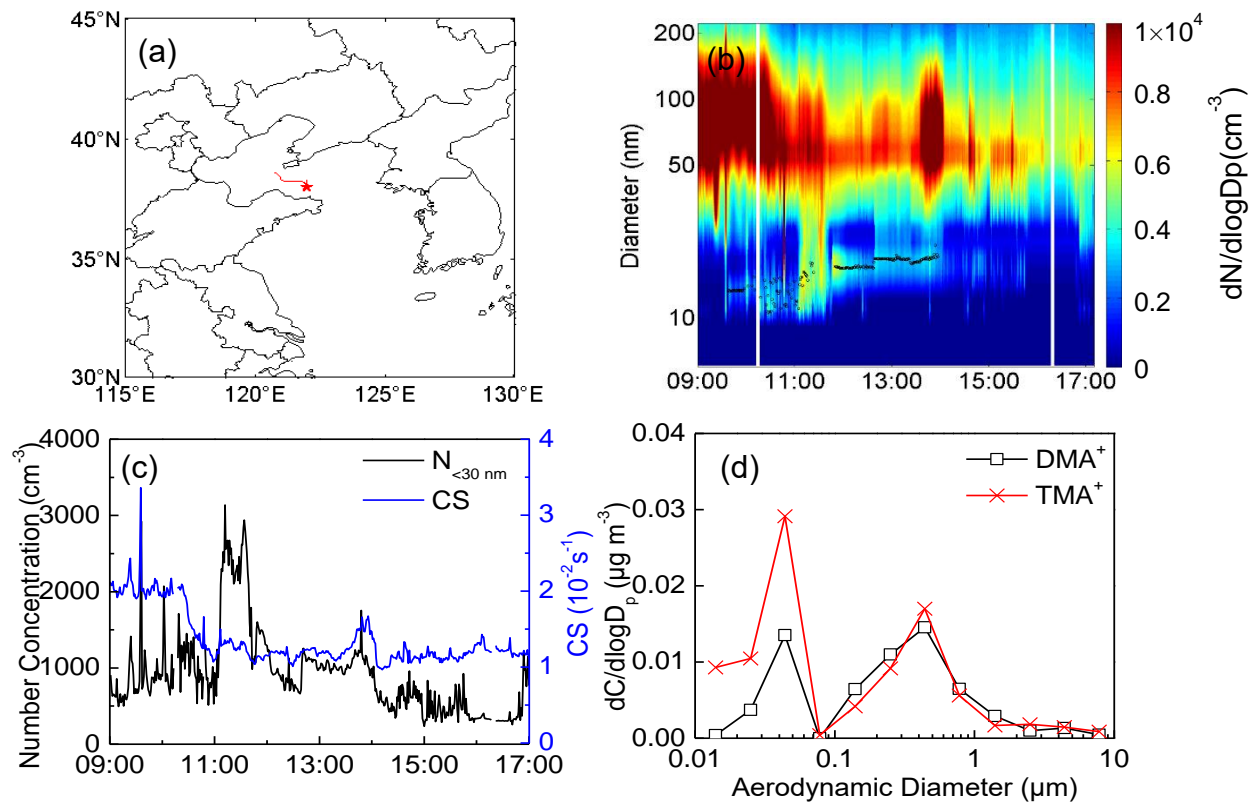 (a)
45°N
40°N
35°N
30°N
115°E
120°E
125°E
130°E
(b)
Diameter (nm)
200
100
50
10
09:00
11:00
13:00
15:00
17:00
1×10⁴
0.8
0.6
0.4
0.2
0
dN/dlogDp(cm⁻³)
(c)
Number Concentration (cm⁻³)
4000
3000
2000
1000
0
N<30 nm
CS
4
3
2
1
0
CS (10⁻²s⁻¹)
09:00
11:00
13:00
15:00
17:00
(d)
dC/dlogDp (µg m⁻³)
0.04
0.03
0.02
0.01
0.00
DMA⁺
TMA⁺
0.01
0.1
1
10
Aerodynamic Diameter (µm)